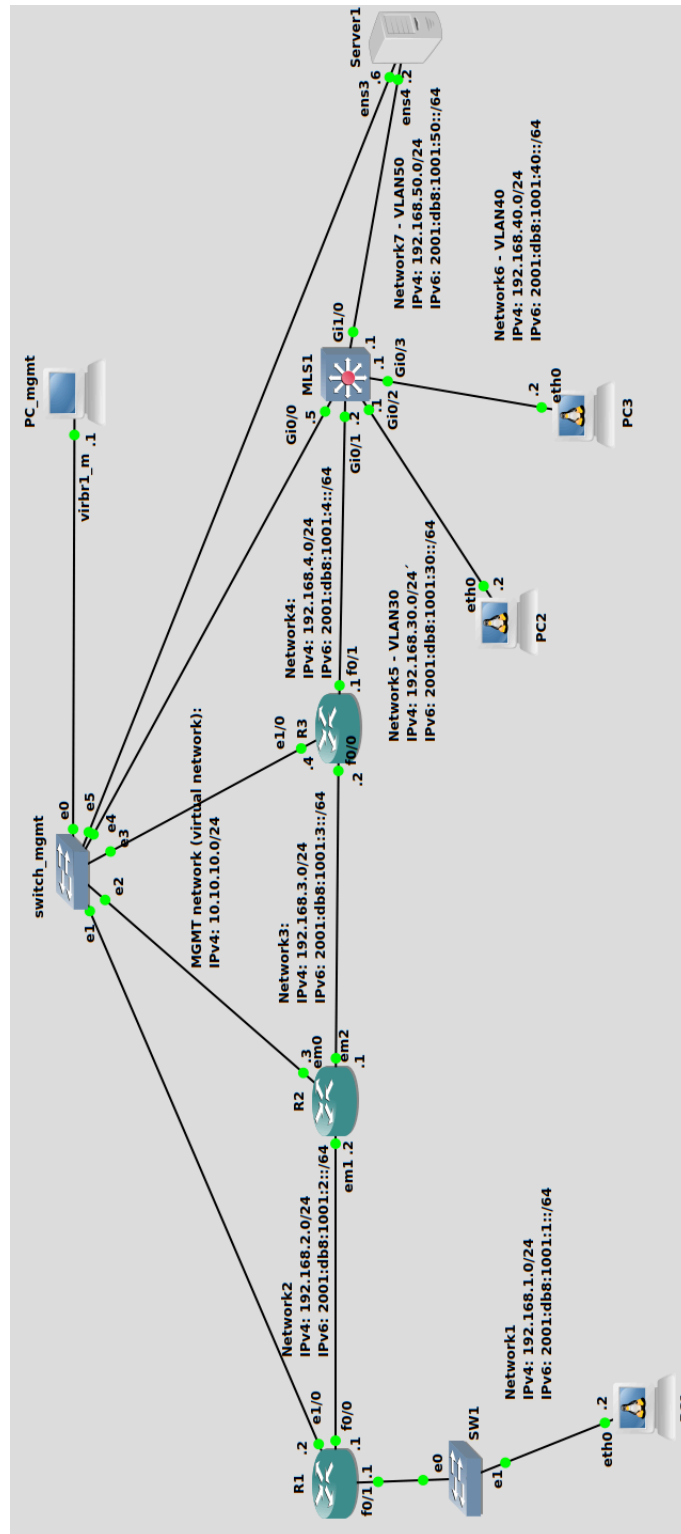 switch_mgmt
e0
e5
e4
e3
e2
e1
PC_mgmt
virbr1_m
.1
Server1
ens3
.6
ens4
.2
MGMT network (virtual network):
IPv4: 10.10.10.0/24
R1
.2
e1/0
f0/0
.1
f0/1
.1
Network2
IPv4: 192.168.2.0/24
IPv6: 2001:db8:1001:2::/64
R2
.3
em0
em1
.2
em2
.1
Network3:
IPv4: 192.168.3.0/24
IPv6: 2001:db8:1001:3::/64
R3
e1/0
.4
f0/0
.2
f0/1
.1
Network4:
IPv4: 192.168.4.0/24
IPv6: 2001:db8:1001:4::/64
MLS1
Gi0/0
.5
Gi0/1
.2
Gi0/2
.1
Gi0/3
.1
Gi1/0
.1
Network7 - VLAN50
IPv4: 192.168.50.0/24
IPv6: 2001:db8:1001:50::/64
Network5 - VLAN30
IPv4: 192.168.30.0/24´
IPv6: 2001:db8:1001:30::/64
Network6 - VLAN40
IPv4: 192.168.40.0/24
IPv6: 2001:db8:1001:40::/64
SW1
e0
e1
Network1
IPv4: 192.168.1.0/24
IPv6: 2001:db8:1001:1::/64
eth0
.2
eth0
.2
PC2
eth0
.2
PC3